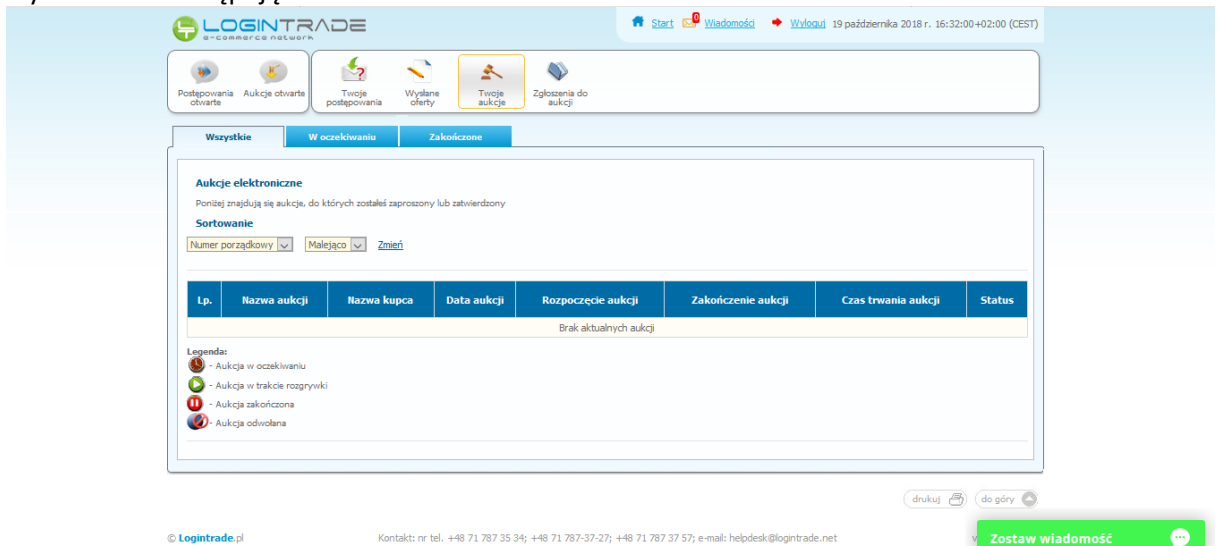 LOGINTRADE
e-commerce network
Start 0 Wiadomości Wyloguj 19 października 2018 r. 16:32:00+02:00 (CEST)
Postępowania otwarte
Aukcje otwarte
Twoje postępowania
Wysłane oferty
Twoje aukcje
Zgłoszenia do aukcji
Wszystkie W oczekiwaniu Zakończone
Aukcje elektroniczne
Poniżej znajdują się aukcje, do których zostałeś zaproszony lub zatwierdzony
Sortowanie
Numer porządkowy Malejąco Zmień
Lp. Nazwa aukcji Nazwa kupca Data aukcji Rozpoczęcie aukcji Zakończenie aukcji Czas trwania aukcji Status
Brak aktualnych aukcji
Legenda:
- Aukcja w oczekiwaniu
- Aukcja w trakcie rozgrywki
- Aukcja zakończona
- Aukcja odwołana
drukuj do góry
© Logintrade.pl Kontakt: nr tel. +48 71 787 35 34; +48 71 787-37-27; +48 71 787 37 57; e-mail: helpdesk@logintrade.net
Zostaw wiadomość